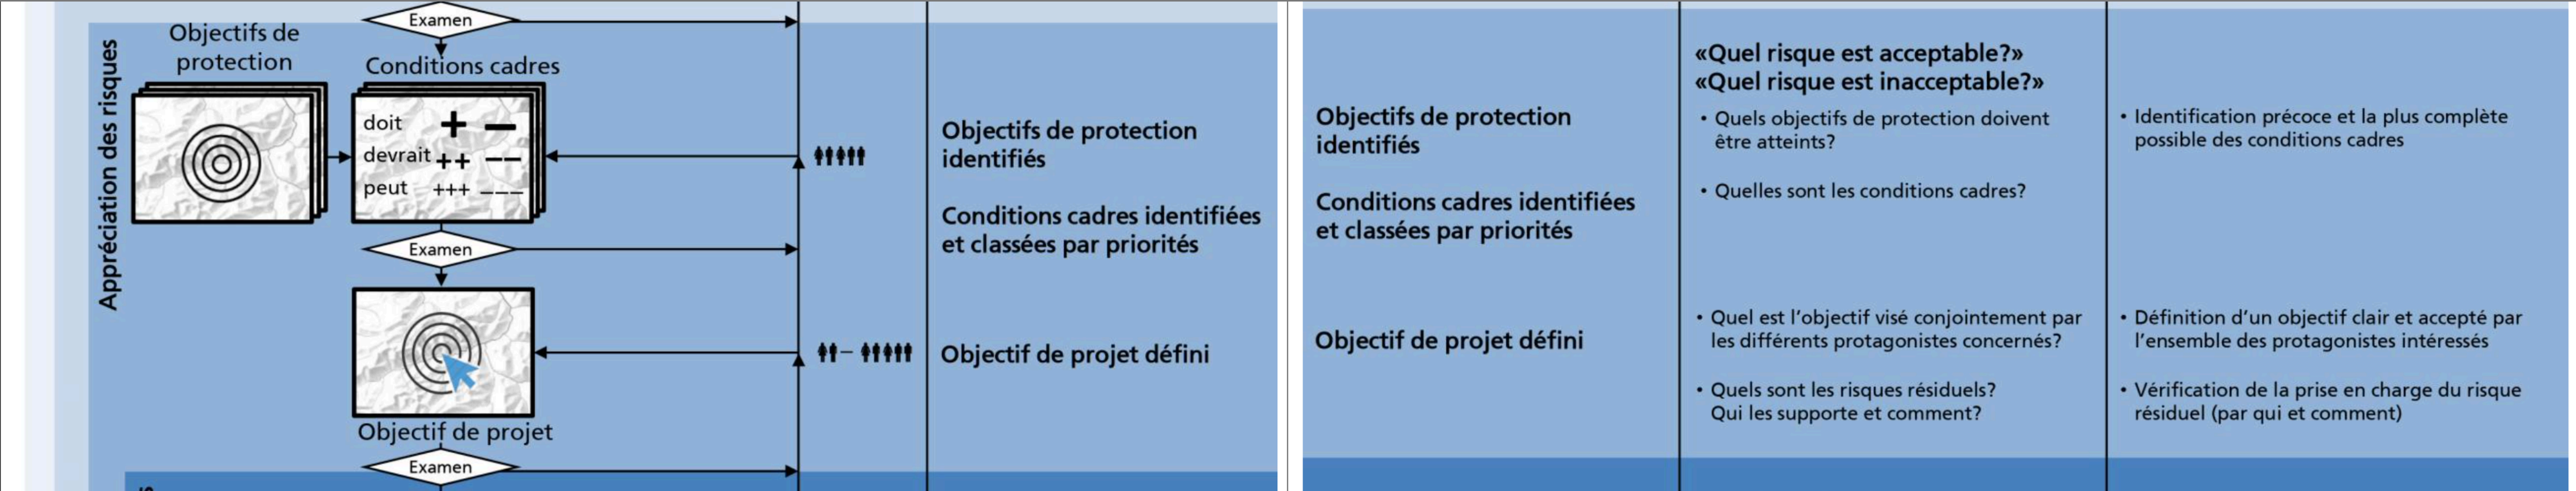 Examen
Objectifs de
protection
Conditions cadres
Appréciation des risques
doit + −
devrait ++ −−
peut +++ −−−
Objectifs de protection
identifiés
Conditions cadres identifiées
et classées par priorités
Examen
– 
Objectif de projet défini
Objectif de projet
Examen
Objectifs de protection
identifiés
Conditions cadres identifiées
et classées par priorités
Objectif de projet défini
«Quel risque est acceptable?»
«Quel risque est inacceptable?»
• Quels objectifs de protection doivent
être atteints?
• Quelles sont les conditions cadres?
• Quel est l’objectif visé conjointement par
les différents protagonistes concernés?
• Quels sont les risques résiduels?
Qui les supporte et comment?
• Identification précoce et la plus complète
possible des conditions cadres
• Définition d’un objectif clair et accepté par
l’ensemble des protagonistes intéressés
• Vérification de la prise en charge du risque
résiduel (par qui et comment)